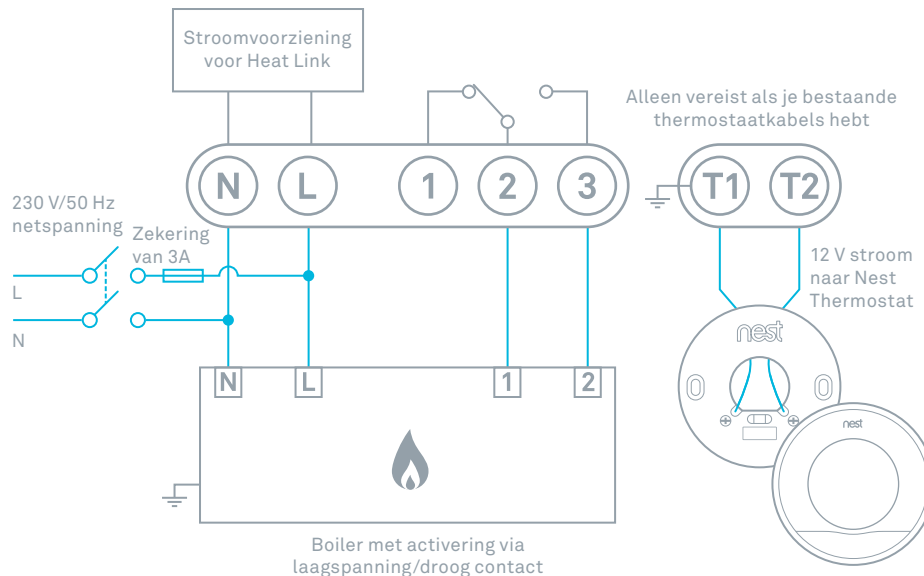 Stroomvoorziening
voor Heat Link
Alleen vereist als je bestaande
thermostaatkabels hebt
N L 1 2 3 T1 T2
230 V/50 Hz
netspanning
Zekering
van 3A
L
N
12 V stroom
naar Nest
Thermostat
nest
N L 1 2
nest
Boiler met activering via
laagspanning/droog contact